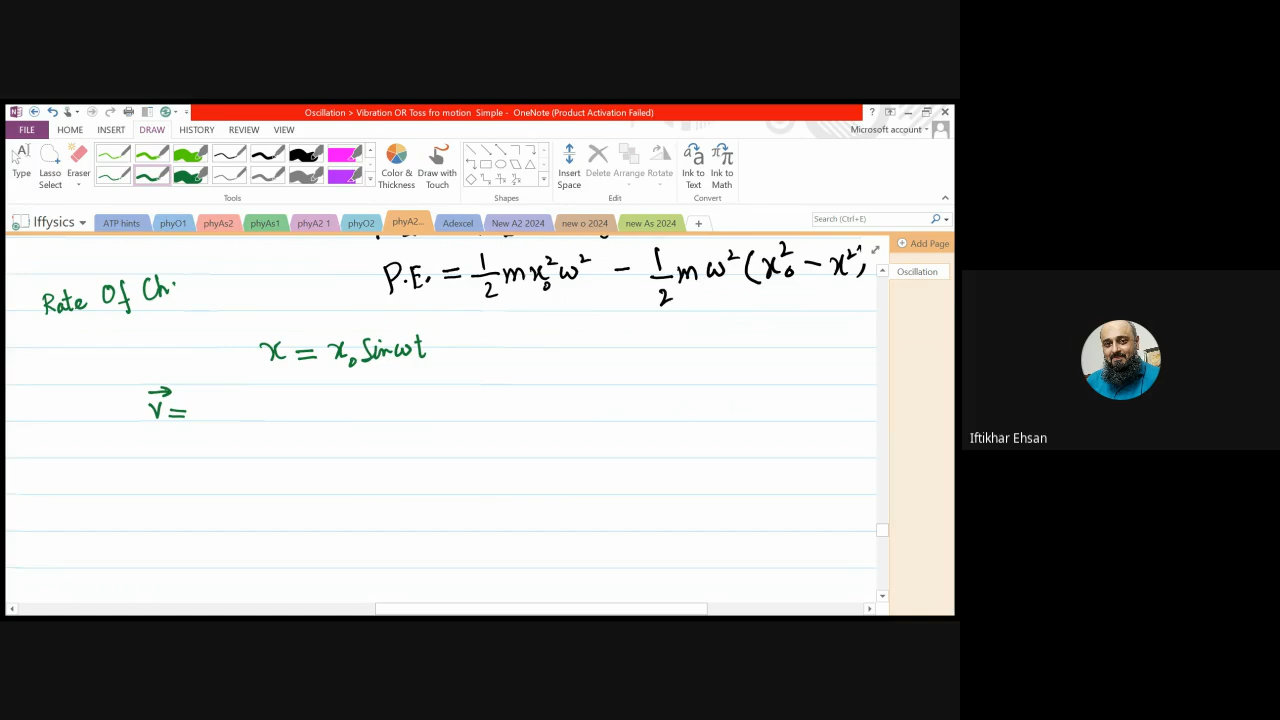 Oscillation > Vibration OR Toss fro motion Simple - OneNote (Product Activation Failed)
FILE HOME INSERT DRAW HISTORY REVIEW VIEW Microsoft account
Type Lasso Select Eraser Color & Thickness Draw with Touch Insert Space Delete Arrange Rotate Ink to Text Ink to Math
Tools Shapes Edit Convert
Iffysics ATP hints phyO1 phyAs2 phyAs1 phyA2 1 phyO2 phyA2... Adexcel New A2 2024 new o 2024 new As 2024 + Search (Ctrl+E)
Add Page
Oscillation
P.E. = 1/2 m x₀² ω² - 1/2 m ω² (x₀² - x²)
Rate Of Ch.
x = x₀ Sin ωt
v⃗ =
Iftikhar Ehsan